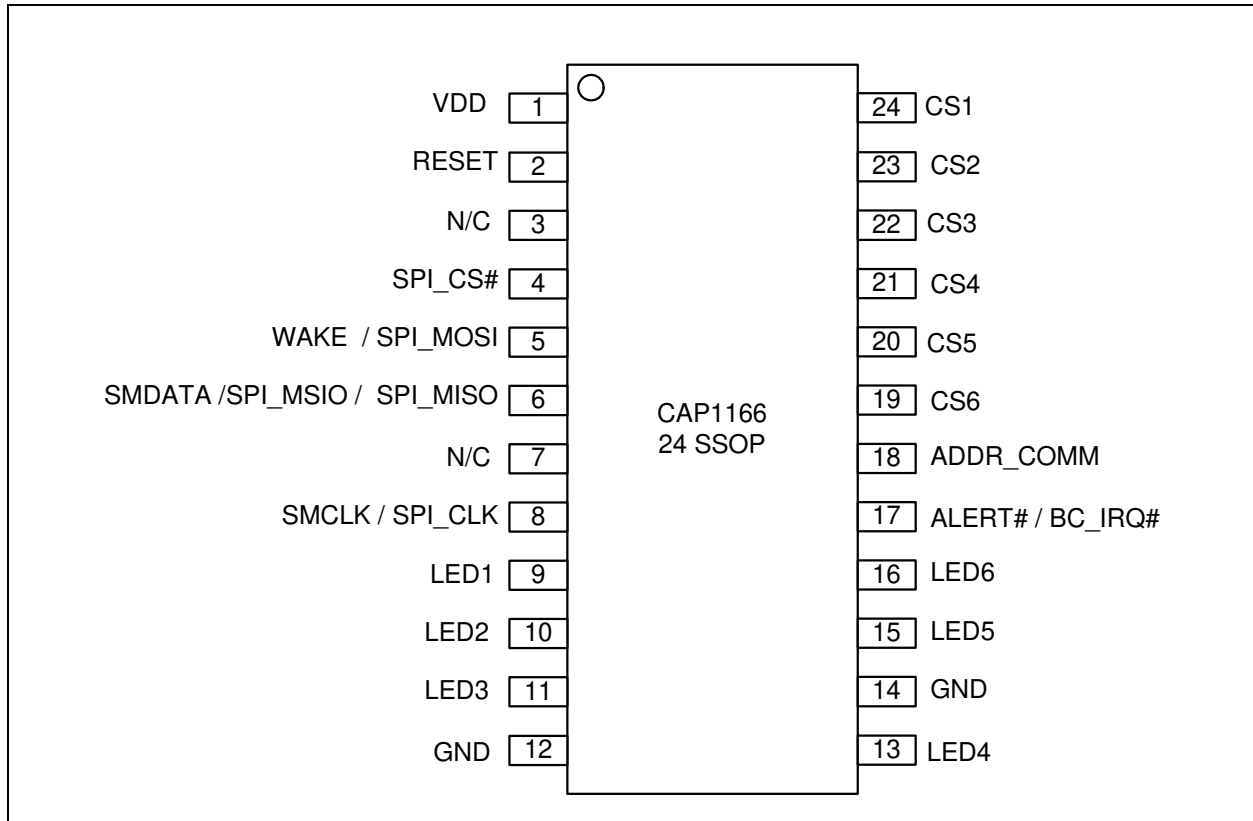 VDD 1
RESET 2
N/C 3
SPI_CS# 4
WAKE / SPI_MOSI 5
SMDATA /SPI_MSIO / SPI_MISO 6
N/C 7
SMCLK / SPI_CLK 8
LED1 9
LED2 10
LED3 11
GND 12
CAP1166
24 SSOP
24 CS1
23 CS2
22 CS3
21 CS4
20 CS5
19 CS6
18 ADDR_COMM
17 ALERT# / BC_IRQ#
16 LED6
15 LED5
14 GND
13 LED4